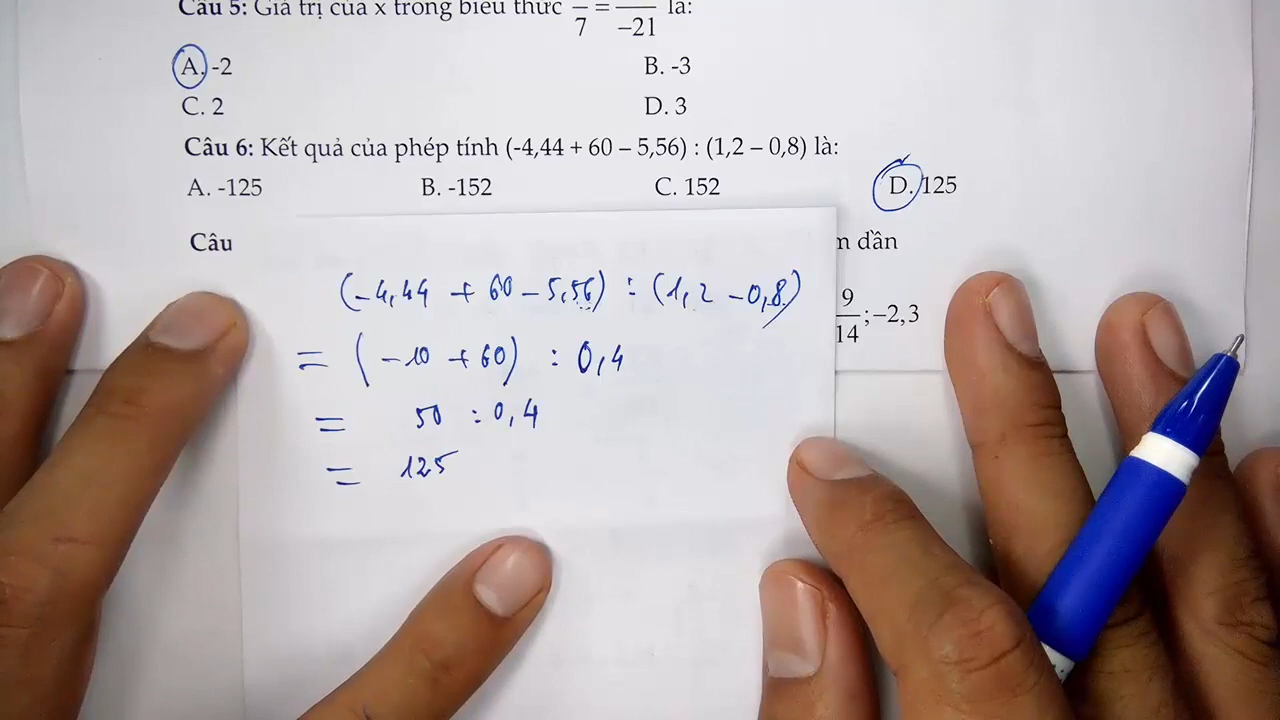 Câu 5: Giá trị của x trong biểu thức /7 = /-21 là:
A. -2 B. -3
C. 2 D. 3
Câu 6: Kết quả của phép tính (-4,44 + 60 – 5,56) : (1,2 – 0,8) là:
A. -125 B. -152 C. 152 D. 125
Câu n dần
9/14; –2,3
(-4,44 + 60 - 5,56) : (1,2 - 0,8)
= (-10 + 60) : 0,4
= 50 : 0,4
= 125